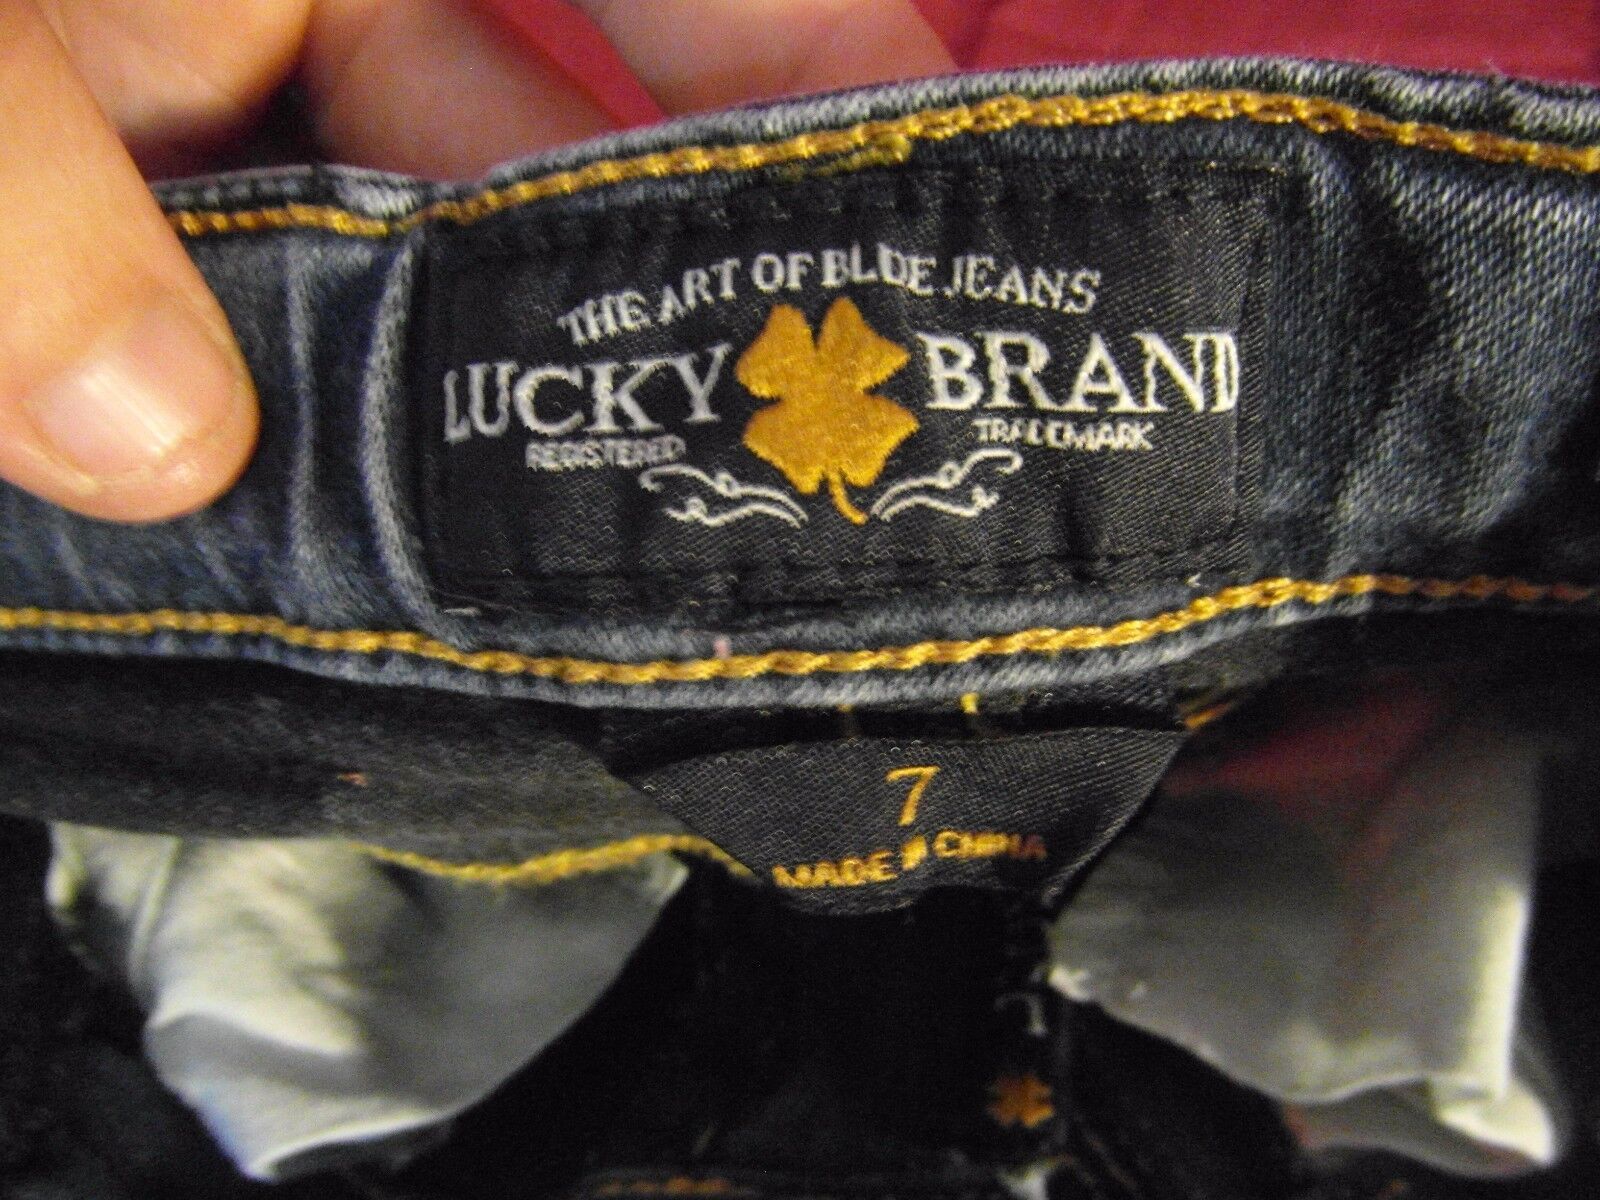 THE ART OF BLUE JEANS
LUCKY BRAND
REGISTERED TRADEMARK
7
MADE IN CHINA